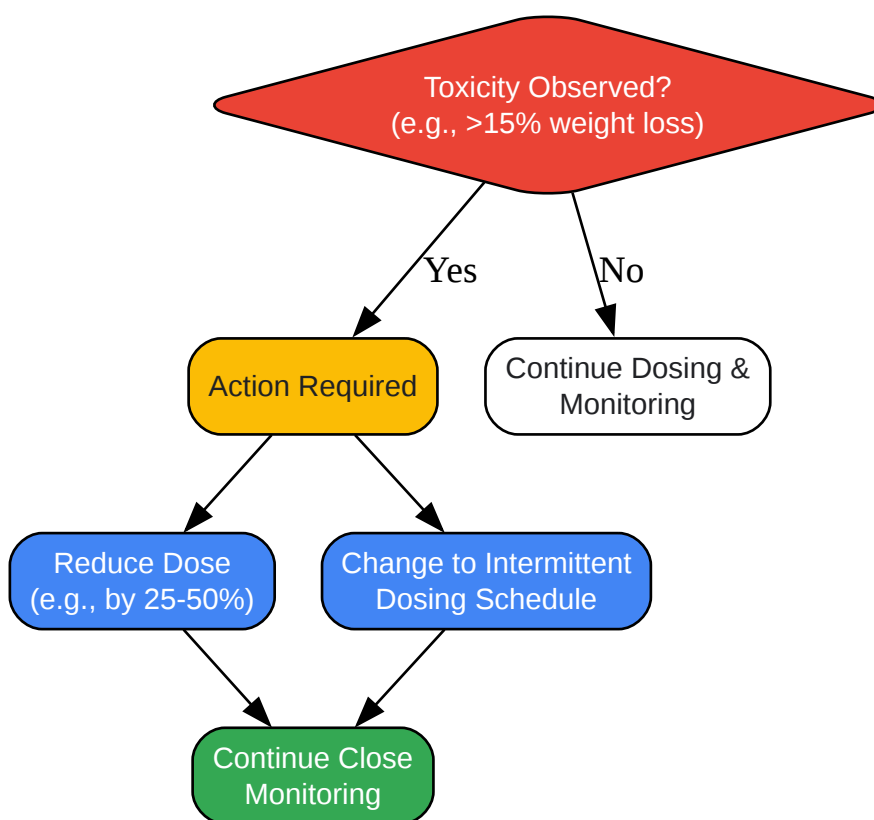 Toxicity Observed?
(e.g., >15% weight loss)
Yes
No
Action Required
Continue Dosing &
Monitoring
Reduce Dose
(e.g., by 25-50%)
Change to Intermittent
Dosing Schedule
Continue Close
Monitoring